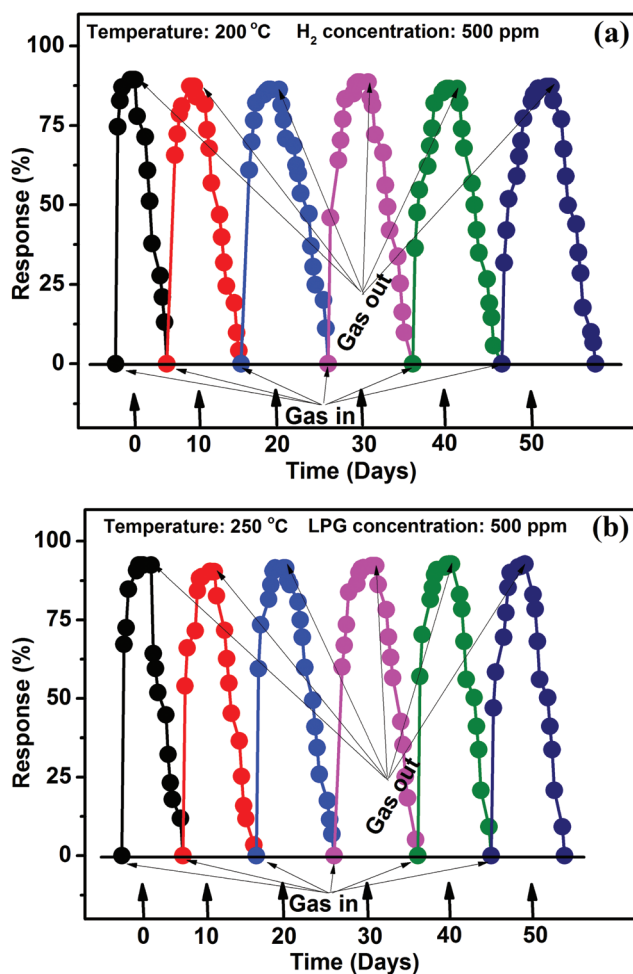 Temperature: 200 °C H₂ concentration: 500 ppm (a)
100
75
50
25
0
Response (%)
Gas out
Gas in
0 10 20 30 40 50
Time (Days)
Temperature: 250 °C LPG concentration: 500 ppm (b)
100
75
50
25
0
Response (%)
Gas out
Gas in
0 10 20 30 40 50
Time (Days)